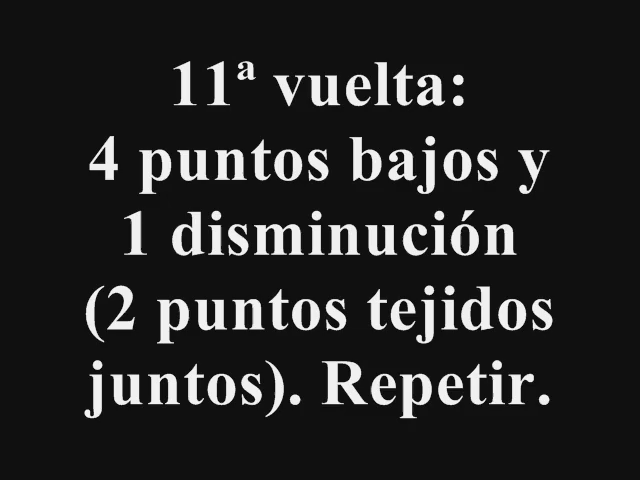 11ª vuelta:
4 puntos bajos y
1 disminución
(2 puntos tejidos
juntos). Repetir.